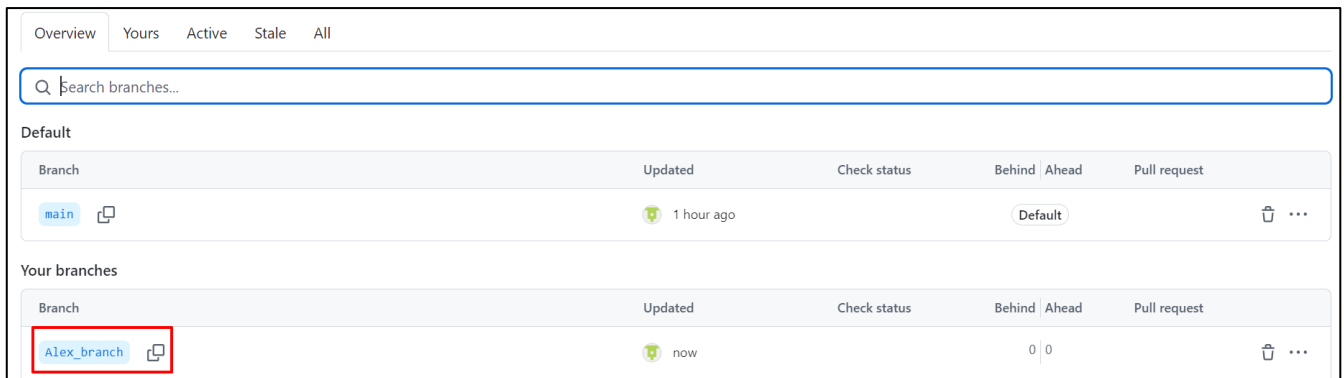 Overview Yours Active Stale All
Search branches...
Default
Branch Updated Check status Behind Ahead Pull request
main 1 hour ago Default
Your branches
Branch Updated Check status Behind Ahead Pull request
Alex_branch now 0 0